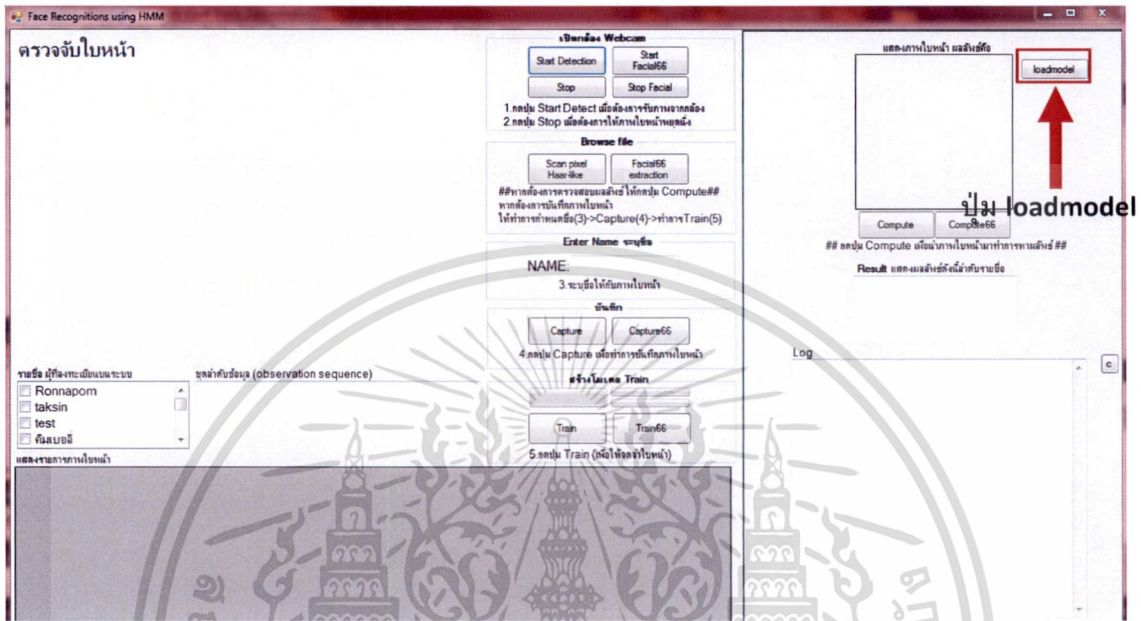 Face Recognitions using HMM
ตรวจจับใบหน้า
เปิดกล้อง Webcam
Start Detection
Start Facial66
Stop
Stop Facial
1.กดปุ่ม Start Detect เมื่อต้องการรับภาพจากกล้อง
2.กดปุ่ม Stop เมื่อต้องการให้ภาพใบหน้าหยุดนิ่ง
Browse file
Scan pixel Haar-like
Facial66 extraction
##หากต้องการตรวจสอบผลลัพธ์ ให้กดปุ่ม Compute##
หากต้องการบันทึกภาพใบหน้า
ให้ทำการกำหนดชื่อ(3)->Capture(4)->ทำการTrain(5)
Enter Name ระบุชื่อ
NAME:
3.ระบุชื่อให้กับภาพใบหน้า
บันทึก
Capture
Capture66
4.กดปุ่ม Capture เพื่อทำการบันทึกภาพใบหน้า
สร้างโมเดล Train
Train
Train66
5.กดปุ่ม Train (เพื่อให้จดจำใบหน้า)
รายชื่อ ผู้ที่ลงทะเบียนบนระบบ
ชุดลำดับข้อมูล (observation sequence)
Ronnapom
taksin
test
คิมเบอลี่
แสดงรายการภาพใบหน้า
แสดงภาพใบหน้า ผลลัพธ์คือ
loadmodel
ปุ่ม loadmodel
Compute
Compute66
## กดปุ่ม Compute เพื่อนำภาพใบหน้ามาทำการหาผลลัพธ์ ##
Result แสดงผลลัพธ์ดังนี้ลำดับรายชื่อ
Log
c